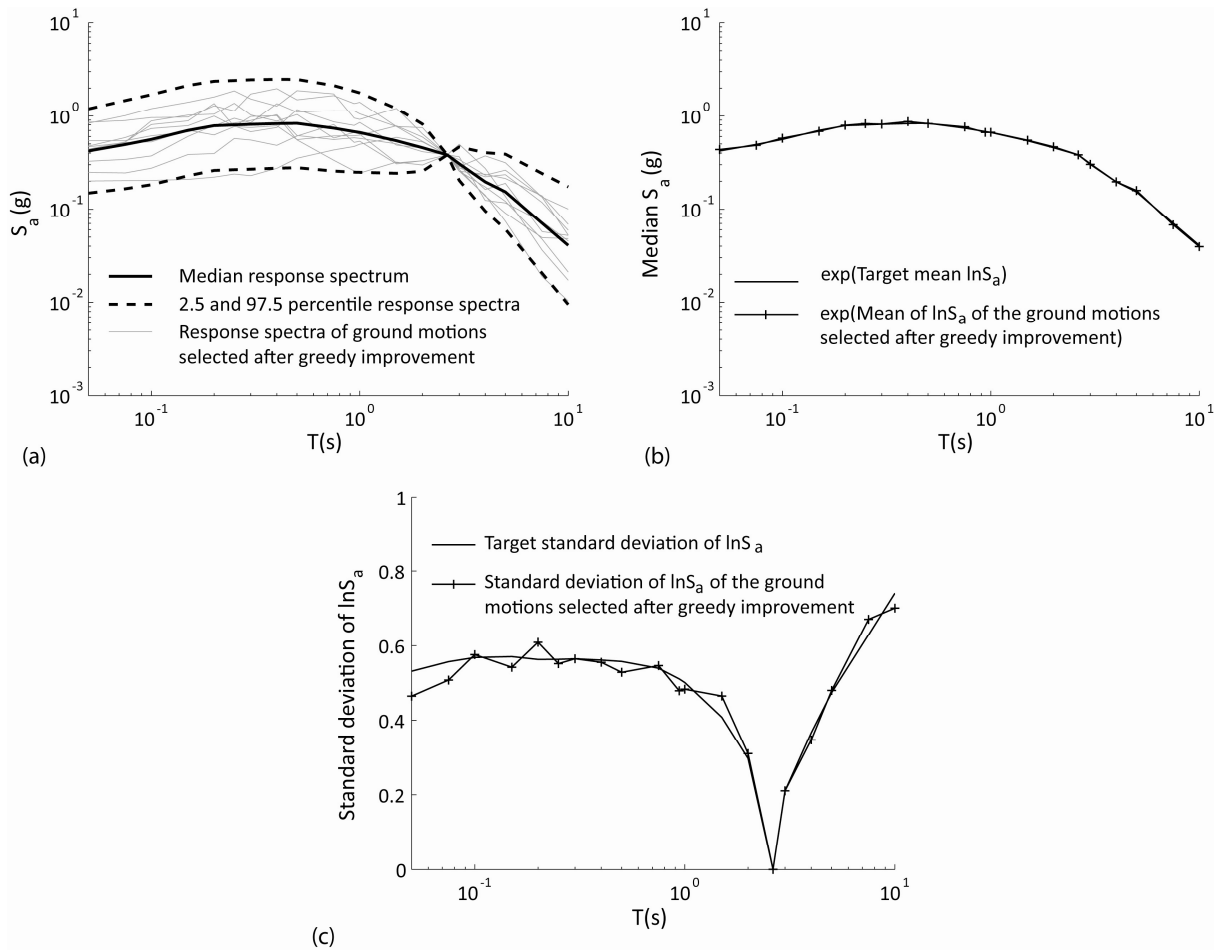 10^1
10^0
10^-1
10^-2
10^-3
S_a (g)
Median response spectrum
2.5 and 97.5 percentile response spectra
Response spectra of ground motions
selected after greedy improvement
10^-1
10^0
10^1
T(s)
(a)
10^1
10^0
10^-1
10^-2
10^-3
Median S_a (g)
exp(Target mean lnS_a)
exp(Mean of lnS_a of the ground motions
selected after greedy improvement)
10^-1
10^0
10^1
T(s)
(b)
1
0.8
0.6
0.4
0.2
0
Standard deviation of lnS_a
Target standard deviation of lnS_a
Standard deviation of lnS_a of the ground
motions selected after greedy improvement
10^-1
10^0
10^1
T(s)
(c)